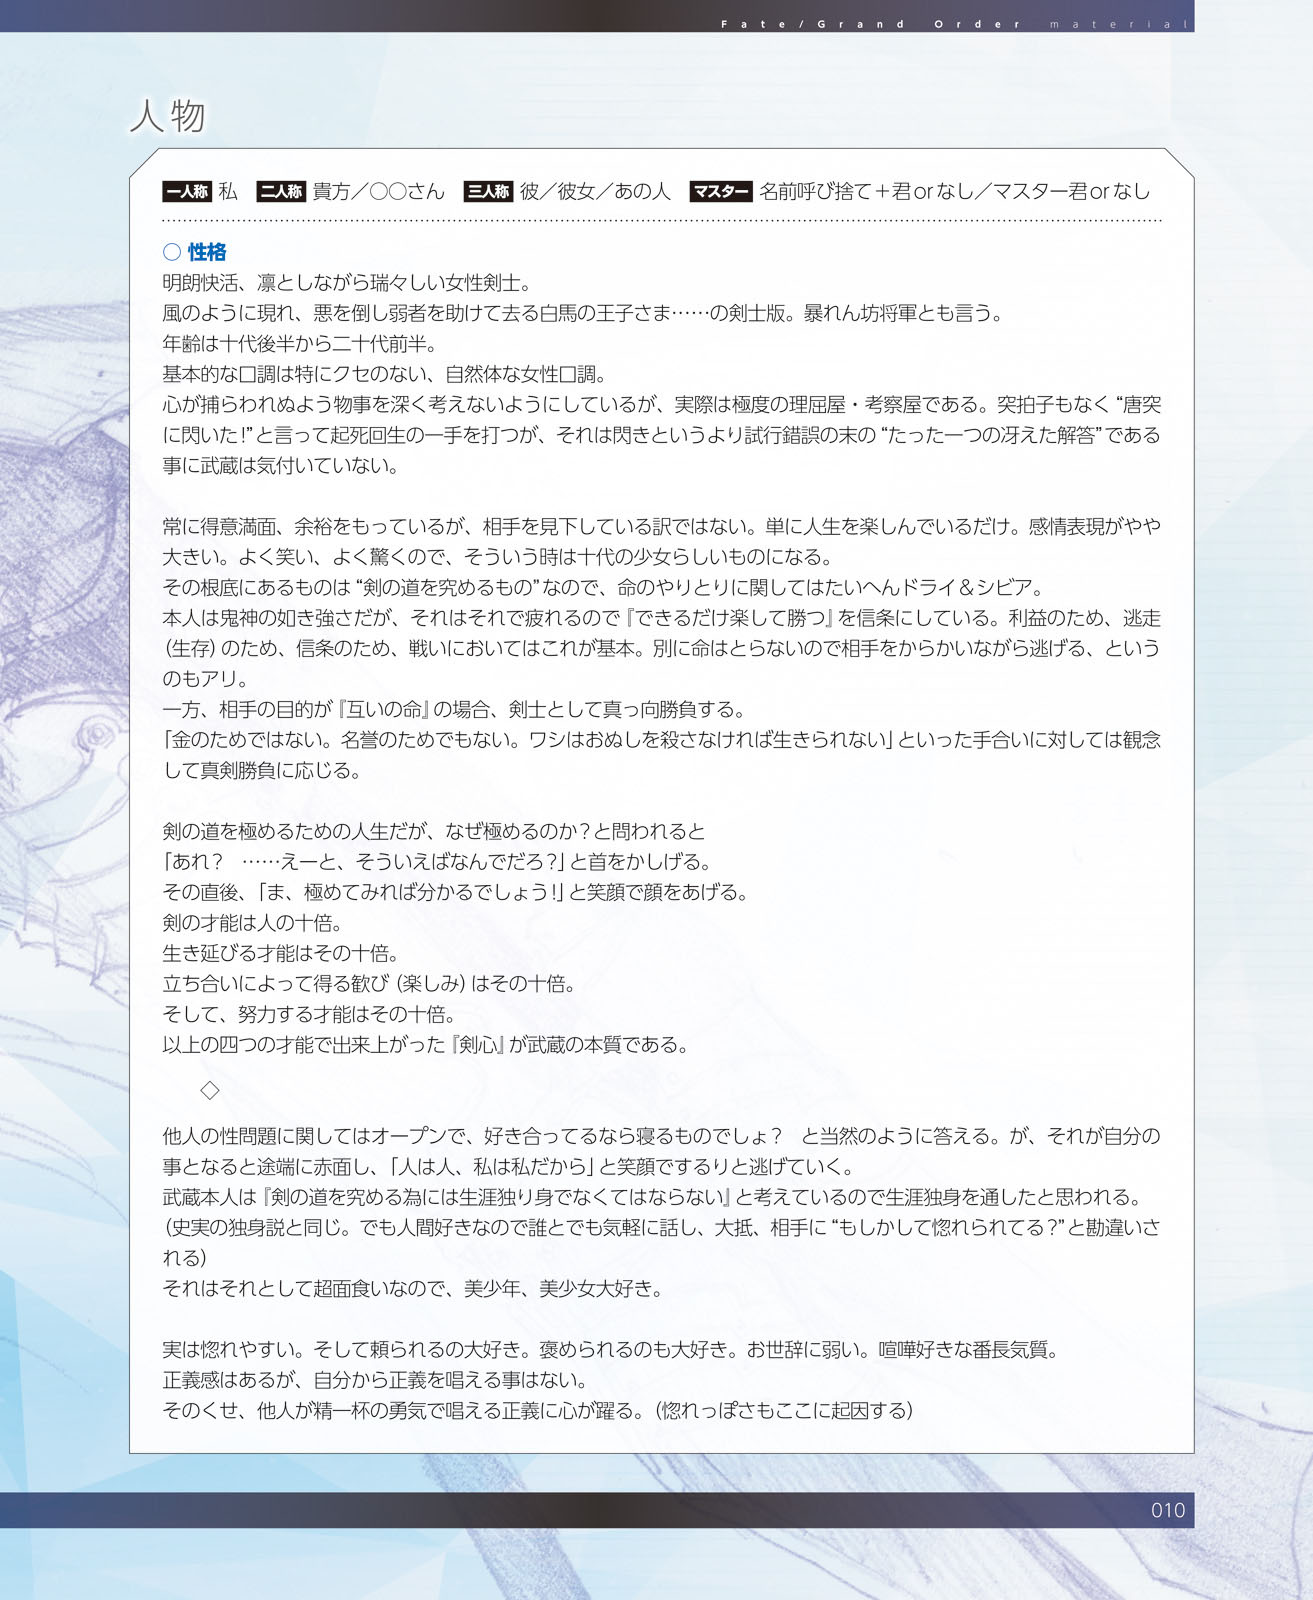 Fate/Grand Order material
人物
一人称 私 二人称 貴方／○○さん 三人称 彼／彼女／あの人 マスター 名前呼び捨て＋君orなし／マスター君orなし
○ 性格
明朗快活、凛としながら瑞々しい女性剣士。
風のように現れ、悪を倒し弱者を助けて去る白馬の王子さま……の剣士版。暴れん坊将軍とも言う。
年齢は十代後半から二十代前半。
基本的な口調は特にクセのない、自然体な女性口調。
心が捕らわれぬよう物事を深く考えないようにしているが、実際は極度の理屈屋・考察屋である。突拍子もなく“唐突
に閃いた！”と言って起死回生の一手を打つが、それは閃きというより試行錯誤の末の“たった一つの冴えた解答”である
事に武蔵は気付いていない。
常に得意満面、余裕をもっているが、相手を見下している訳ではない。単に人生を楽しんでいるだけ。感情表現がやや
大きい。よく笑い、よく驚くので、そういう時は十代の少女らしいものになる。
その根底にあるものは“剣の道を究めるもの”なので、命のやりとりに関してはたいへんドライ＆シビア。
本人は鬼神の如き強さだが、それはそれで疲れるので『できるだけ楽して勝つ』を信条にしている。利益のため、逃走
（生存）のため、信条のため、戦いにおいてはこれが基本。別に命はとらないので相手をからかいながら逃げる、という
のもアリ。
一方、相手の目的が『互いの命』の場合、剣士として真っ向勝負する。
「金のためではない。名誉のためでもない。ワシはおぬしを殺さなければ生きられない」といった手合いに対しては観念
して真剣勝負に応じる。
剣の道を極めるための人生だが、なぜ極めるのか？と問われると
「あれ？　……えーと、そういえばなんでだろ？」と首をかしげる。
その直後、「ま、極めてみれば分かるでしょう！」と笑顔で顔をあげる。
剣の才能は人の十倍。
生き延びる才能はその十倍。
立ち合いによって得る歓び（楽しみ）はその十倍。
そして、努力する才能はその十倍。
以上の四つの才能で出来上がった『剣心』が武蔵の本質である。
◇
他人の性問題に関してはオープンで、好き合ってるなら寝るものでしょ？　と当然のように答える。が、それが自分の
事となると途端に赤面し、「人は人、私は私だから」と笑顔でするりと逃げていく。
武蔵本人は『剣の道を究める為には生涯独り身でなくてはならない』と考えているので生涯独身を通したと思われる。
（史実の独身説と同じ。でも人間好きなので誰とでも気軽に話し、大抵、相手に“もしかして惚れられてる？”と勘違いさ
れる）
それはそれとして超面食いなので、美少年、美少女大好き。
実は惚れやすい。そして頼られるの大好き。褒められるのも大好き。お世辞に弱い。喧嘩好きな番長気質。
正義感はあるが、自分から正義を唱える事はない。
そのくせ、他人が精一杯の勇気で唱える正義に心が躍る。（惚れっぽさもここに起因する）
010